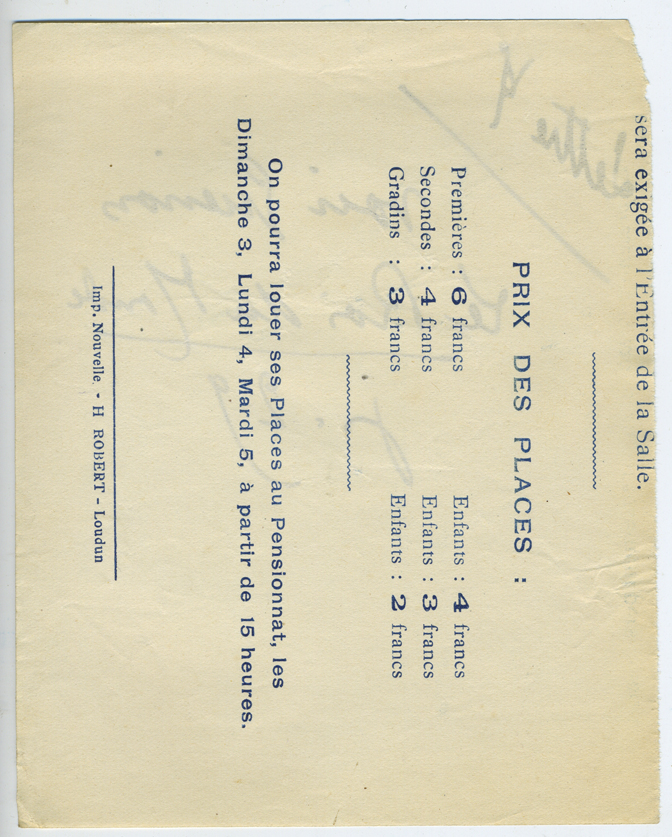 sera exigée à l'Entrée de la Salle.
PRIX DES PLACES :
Premières : 6 francs Enfants : 4 francs
Secondes : 4 francs Enfants : 3 francs
Gradins : 3 francs Enfants : 2 francs
On pourra louer ses Places au Pensionnat, les
Dimanche 3, Lundi 4, Mardi 5, à partir de 15 heures.
Imp. Nouvelle. - H ROBERT - Loudun